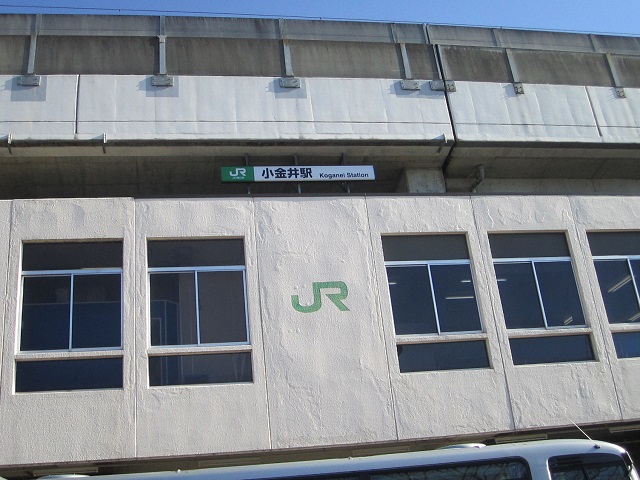 JR 小金井駅 Koganei Station
JR